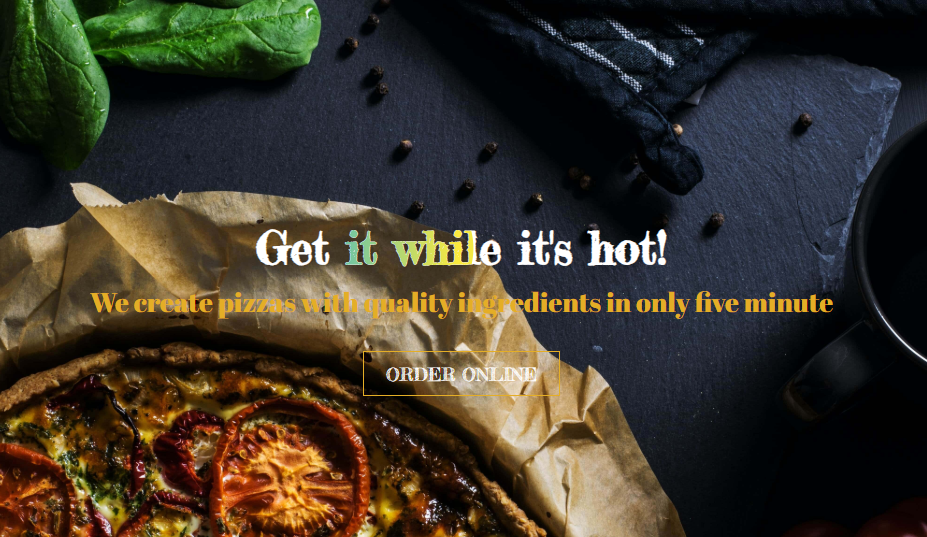 Get it while it's hot!
We create pizzas with quality ingredients in only five minute
ORDER ONLINE